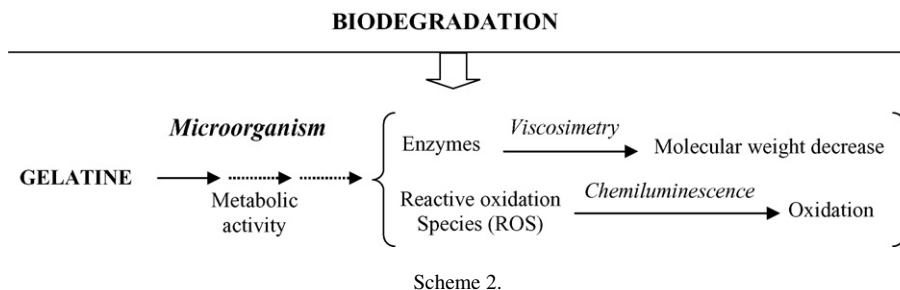 BIODEGRADATION
Microorganism
GELATINE
Metabolic
activity
Enzymes
Viscosimetry
Molecular weight decrease
Reactive oxidation
Species (ROS)
Chemiluminescence
Oxidation
Scheme 2.